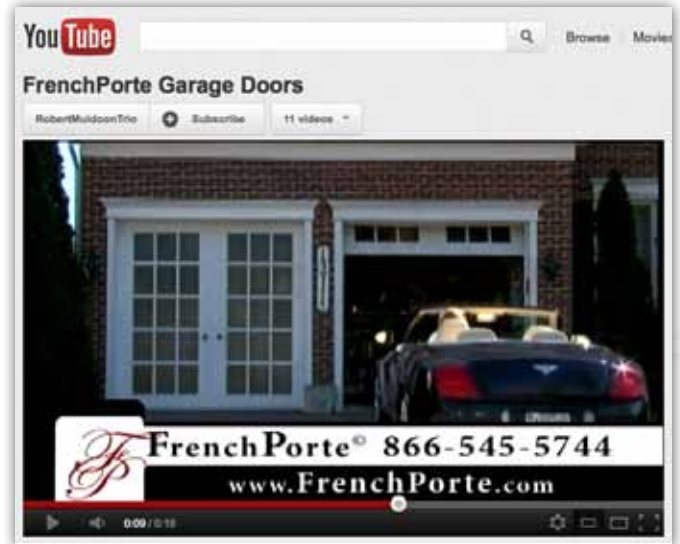 YouTube Browse Movies
FrenchPorte Garage Doors
RobertMuldoonTrio Subscribe 11 videos
FP FrenchPorte© 866-545-5744
www.FrenchPorte.com
0:09 / 0:18